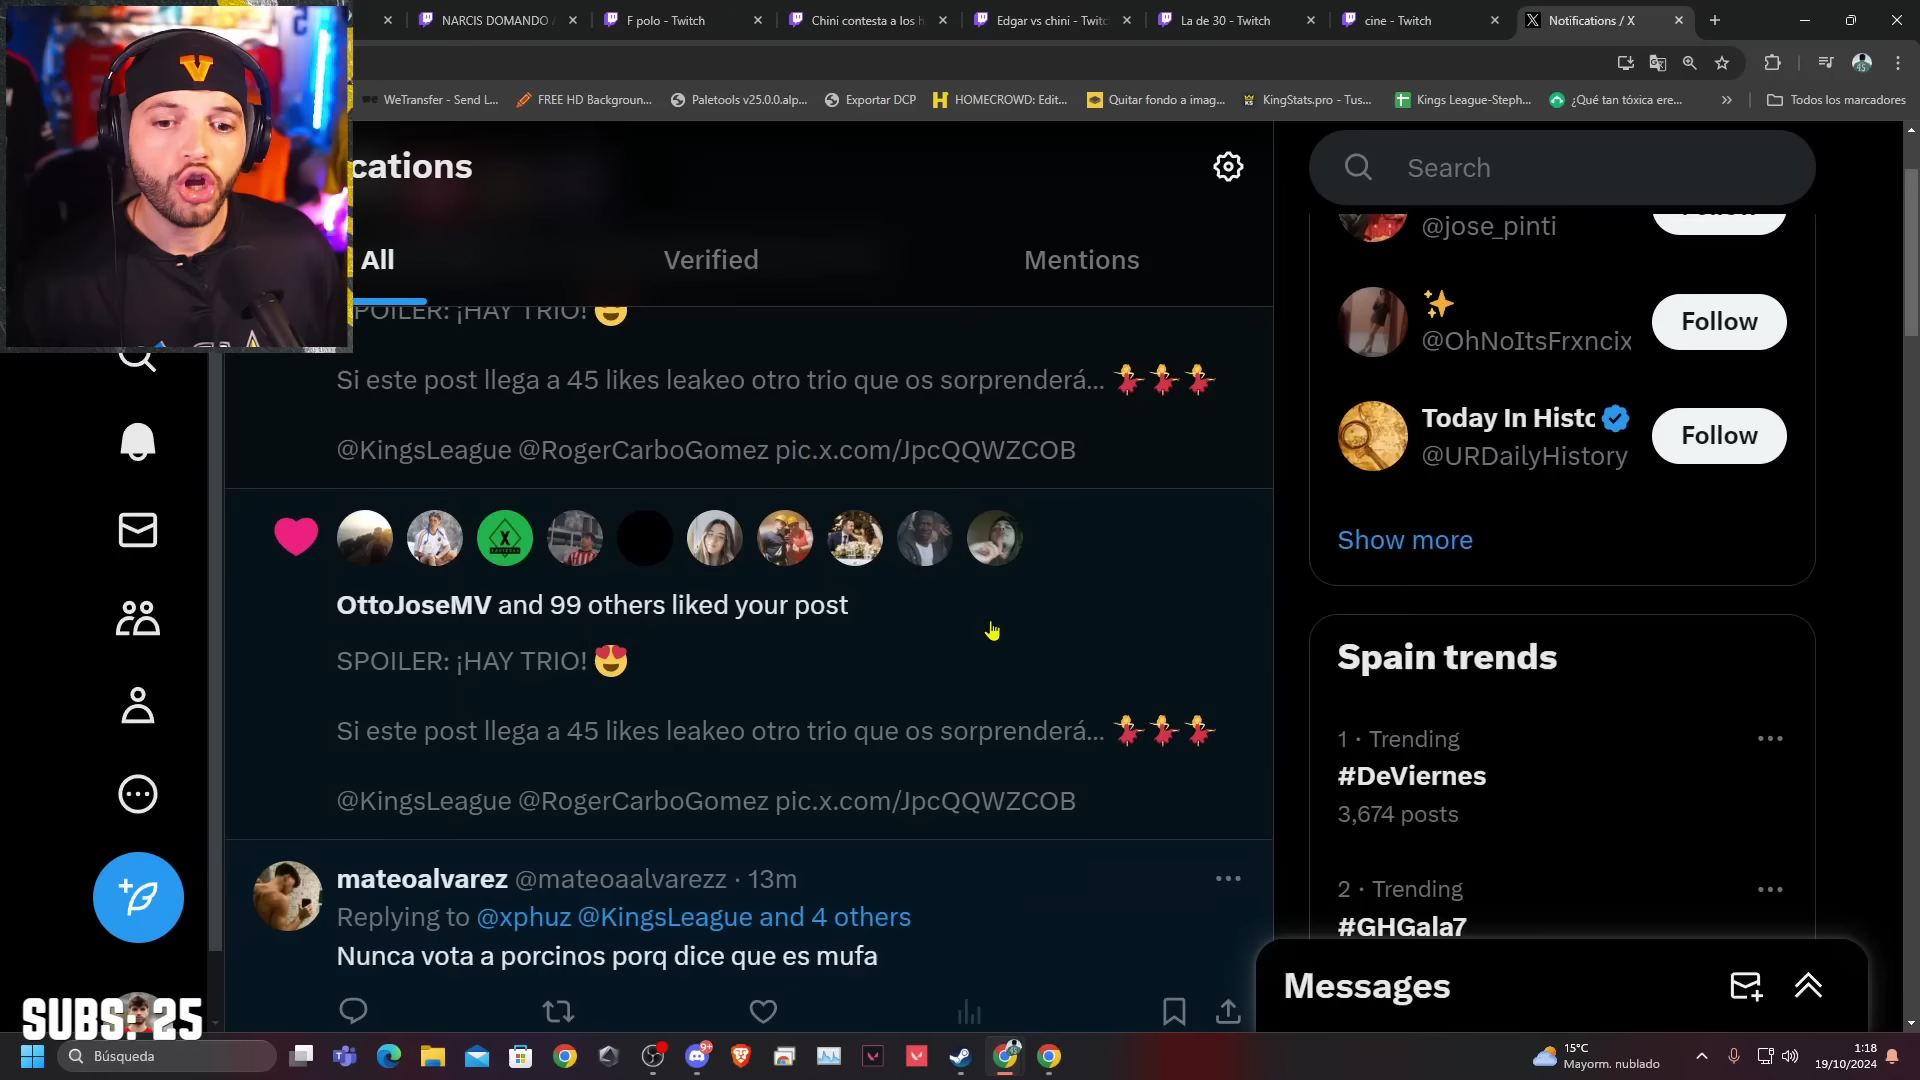 NARCIS DOMANDO
F polo - Twitch
Chini contesta a los h
Edgar vs chini - Twitc
La de 30 - Twitch
cine - Twitch
Notifications / X
WeTransfer - Send L...
FREE HD Backgroun...
Paletools v25.0.0.alp...
Exportar DCP
HOMECROWD: Edit...
Quitar fondo a imag...
KingStats.pro - Tus...
Kings League-Steph...
¿Qué tan tóxica ere...
Todos los marcadores
cations
All
Verified
Mentions
SPOILER: ¡HAY TRIO! 😍
Si este post llega a 45 likes leakeo otro trio que os sorprenderá... 💃💃💃
@KingsLeague @RogerCarboGomez pic.x.com/JpcQQWZCOB
OttoJoseMV and 99 others liked your post
SPOILER: ¡HAY TRIO! 😍
Si este post llega a 45 likes leakeo otro trio que os sorprenderá... 💃💃💃
@KingsLeague @RogerCarboGomez pic.x.com/JpcQQWZCOB
mateoalvarez @mateoaalvarezz · 13m
Replying to @xphuz @KingsLeague and 4 others
Nunca vota a porcinos porq dice que es mufa
Search
@jose_pinti
✨
@OhNoItsFrxncix
Follow
Today In Histo
@URDailyHistory
Follow
Show more
Spain trends
1 · Trending
#DeViernes
3,674 posts
2 · Trending
#GHGala7
Messages
SUBS: 25
Búsqueda
9+
15°C
Mayorm. nublado
1:18
19/10/2024